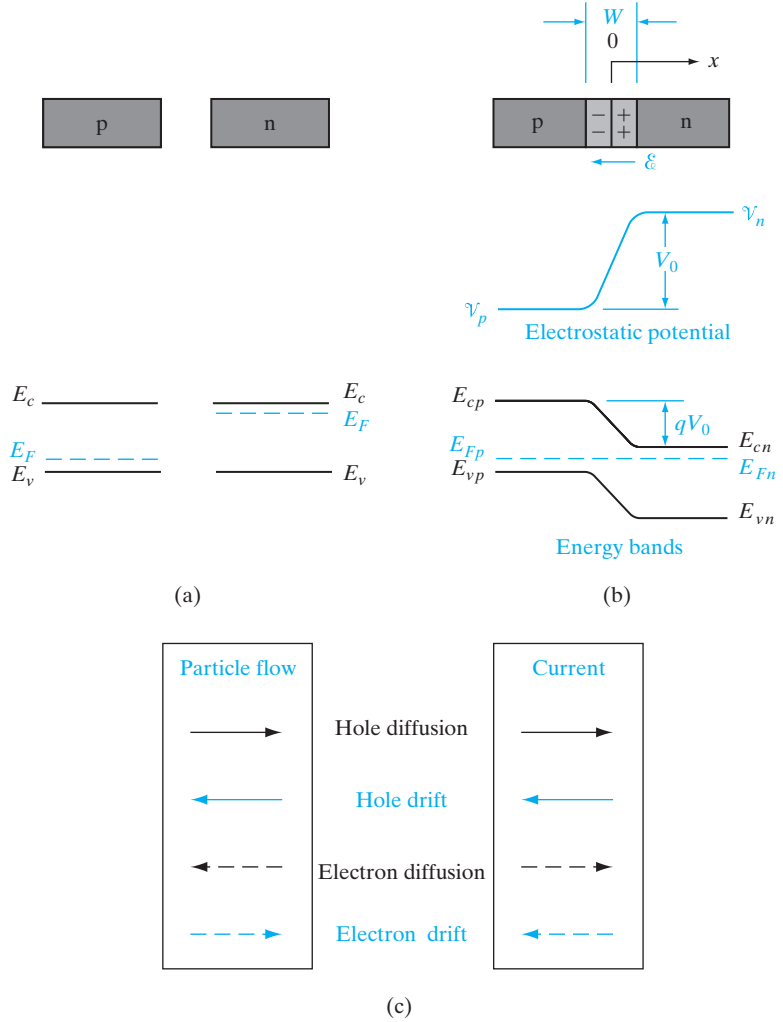 W
0
x
p
n
p
− +
− +
n
ℰ
𝒱n
V0
𝒱p
Electrostatic potential
Ec
EF
Ev
Ec
EF
Ev
Ecp
qV0
Ecn
EFp
EFn
Evp
Evn
Energy bands
(a)
(b)
Particle flow
Current
Hole diffusion
Hole drift
Electron diffusion
Electron drift
(c)